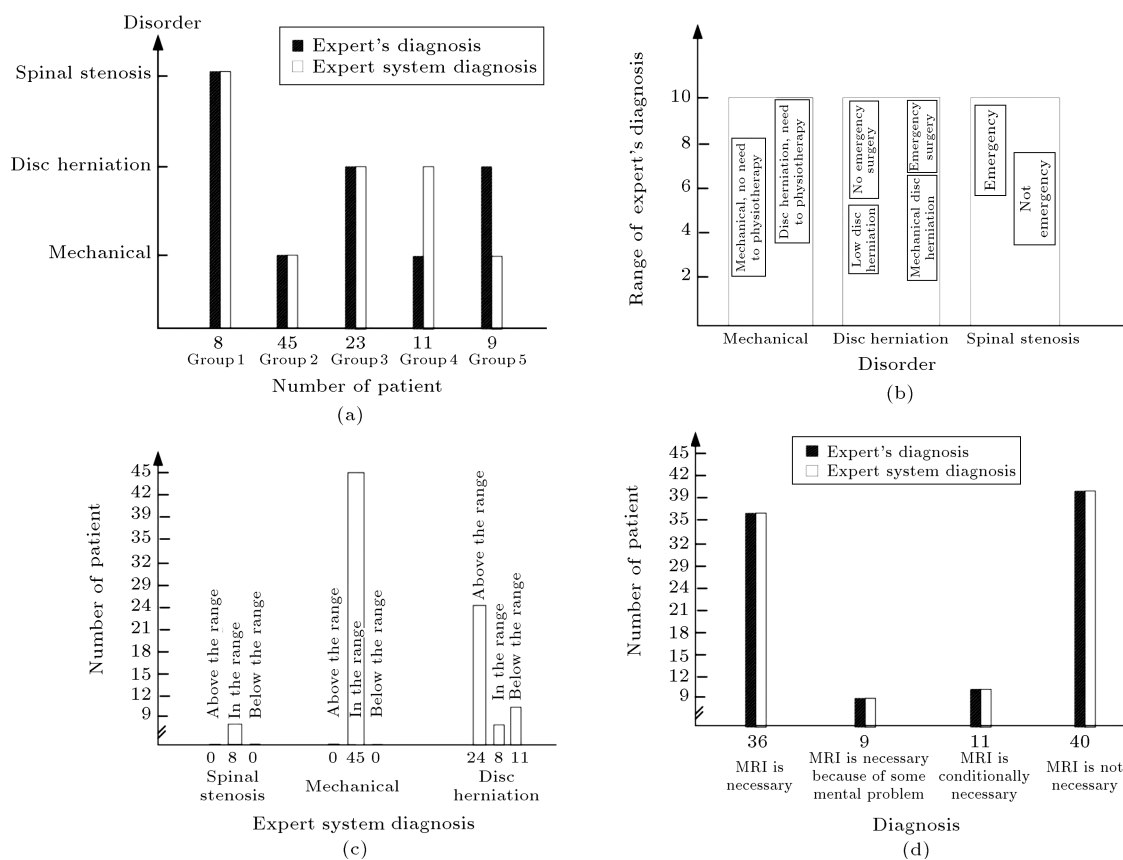 Disorder
Expert's diagnosis
Expert system diagnosis
Spinal stenosis
Disc herniation
Mechanical
8
45
23
11
9
Group 1
Group 2
Group 3
Group 4
Group 5
Number of patient
(a)
Range of expert's diagnosis
10
8
6
4
2
Mechanical, no need
to physiotherapy
Disc herniation, need
to physiotherapy
No emergency
surgery
Low disc
herniation
Emergency
surgery
Mechanical disc
herniation
Emergency
Not
emergency
Mechanical
Disc herniation
Spinal stenosis
Disorder
(b)
Number of patient
45
42
39
35
32
29
24
21
18
15
12
9
Above the range
In the range
Below the range
Above the range
In the range
Below the range
Above the range
In the range
Below the range
0 8 0
0 45 0
24 8 11
Spinal
stenosis
Mechanical
Disc
herniation
Expert system diagnosis
(c)
Expert's diagnosis
Expert system diagnosis
Number of patient
45
42
39
35
32
29
24
21
18
15
12
9
36
9
11
40
MRI is
necessary
MRI is necessary
because of some
mental problem
MRI is
conditionally
necessary
MRI is not
necessary
Diagnosis
(d)